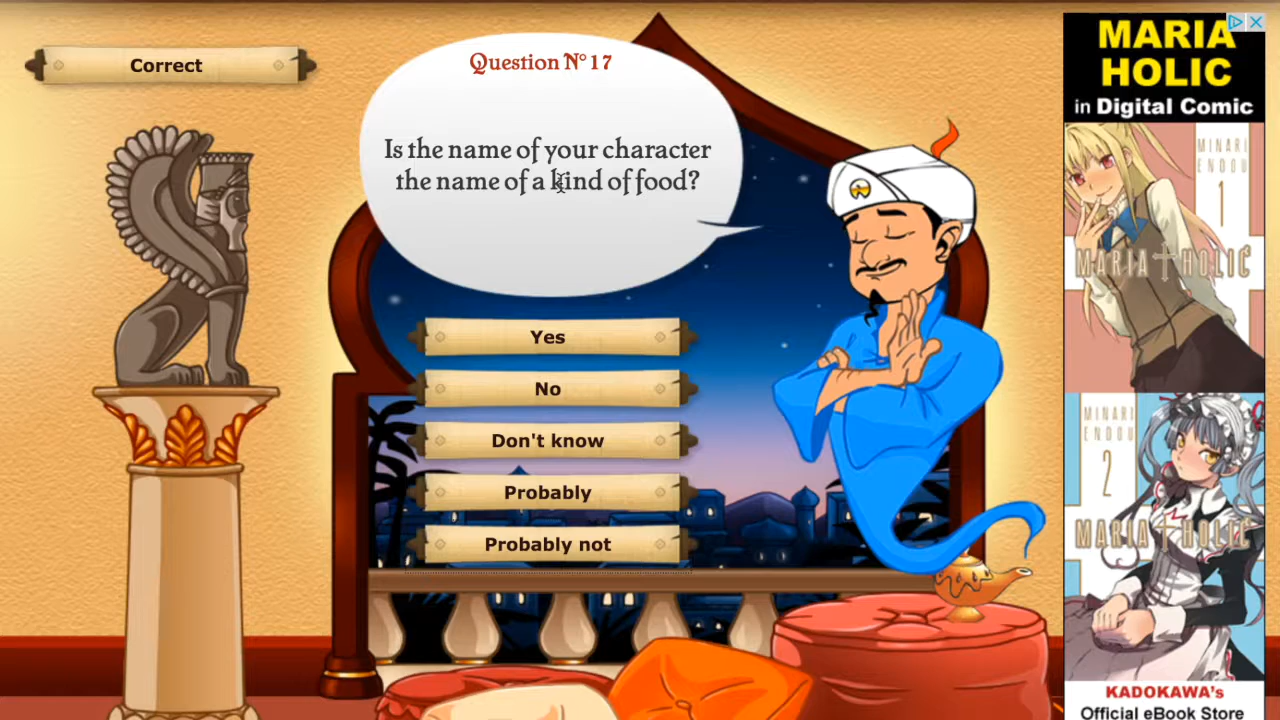 Correct
Question N° 17
Is the name of your character
the name of a kind of food?
Yes
No
Don't know
Probably
Probably not
MARIA
HOLIC
in Digital Comic
MINARI
ENDOU
1
MARIA†HOLIC
MINARI
ENDOU
2
MARIA†HOLIC
KADOKAWA's
Official eBook Store